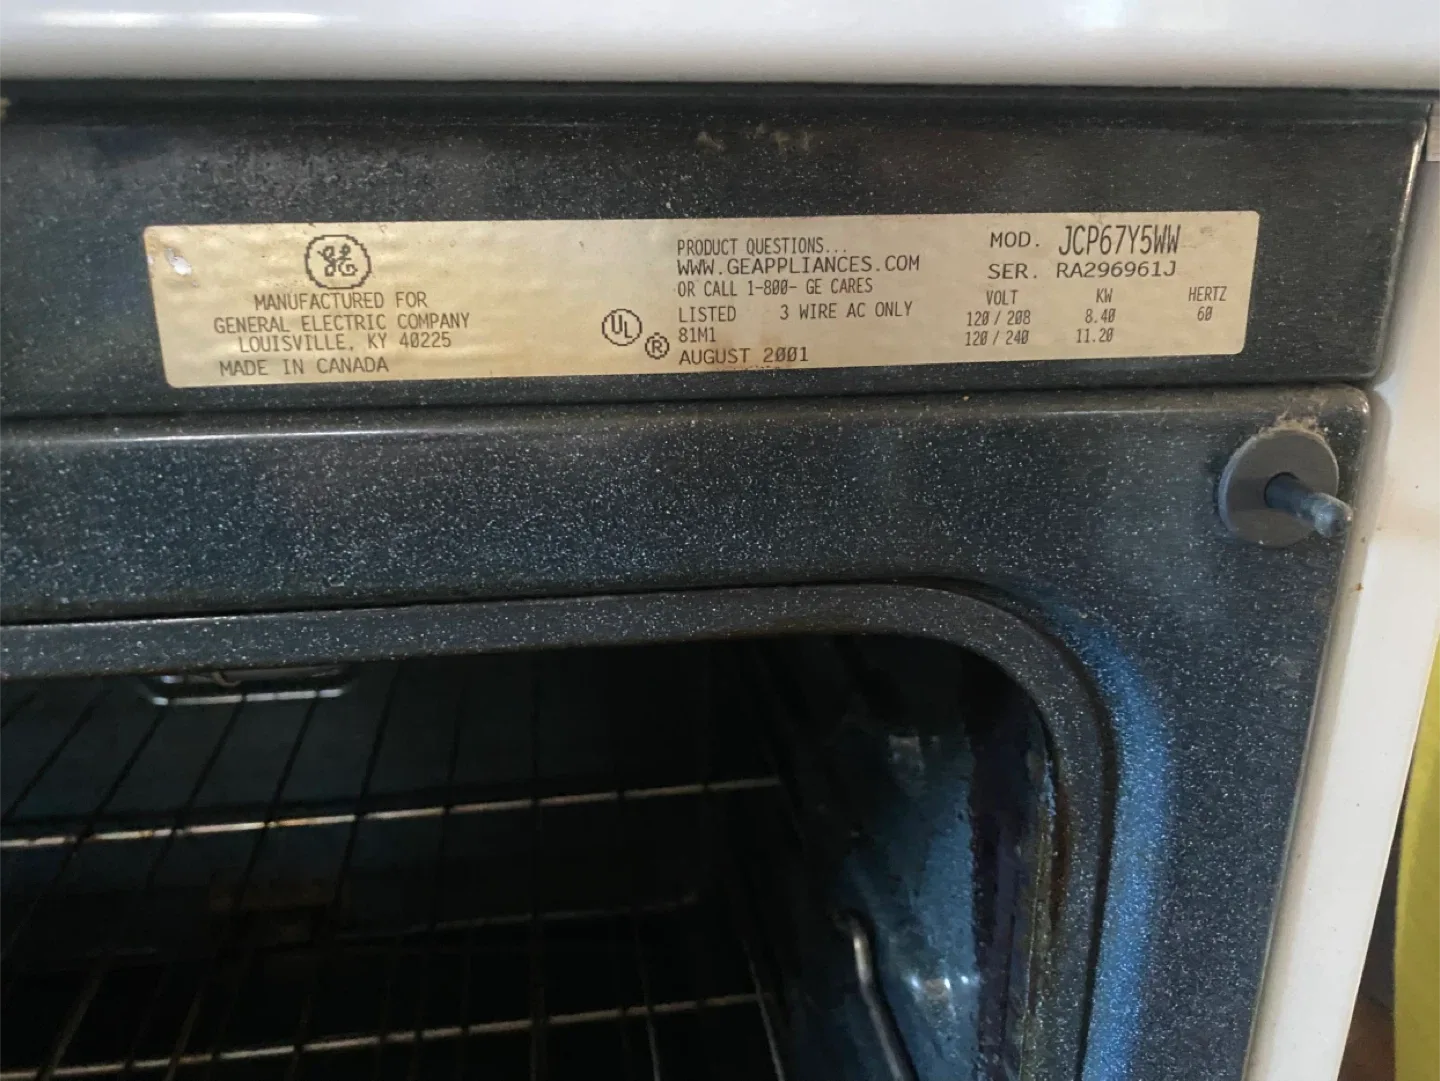 GE
MANUFACTURED FOR
GENERAL ELECTRIC COMPANY
LOUISVILLE, KY 40225
MADE IN CANADA
UL
®
PRODUCT QUESTIONS...
WWW.GEAPPLIANCES.COM
OR CALL 1-800- GE CARES
LISTED 3 WIRE AC ONLY
81M1
AUGUST 2001
MOD. JCP67Y5WW
SER. RA296961J
VOLT KW HERTZ
120/208 8.40 60
120/240 11.20